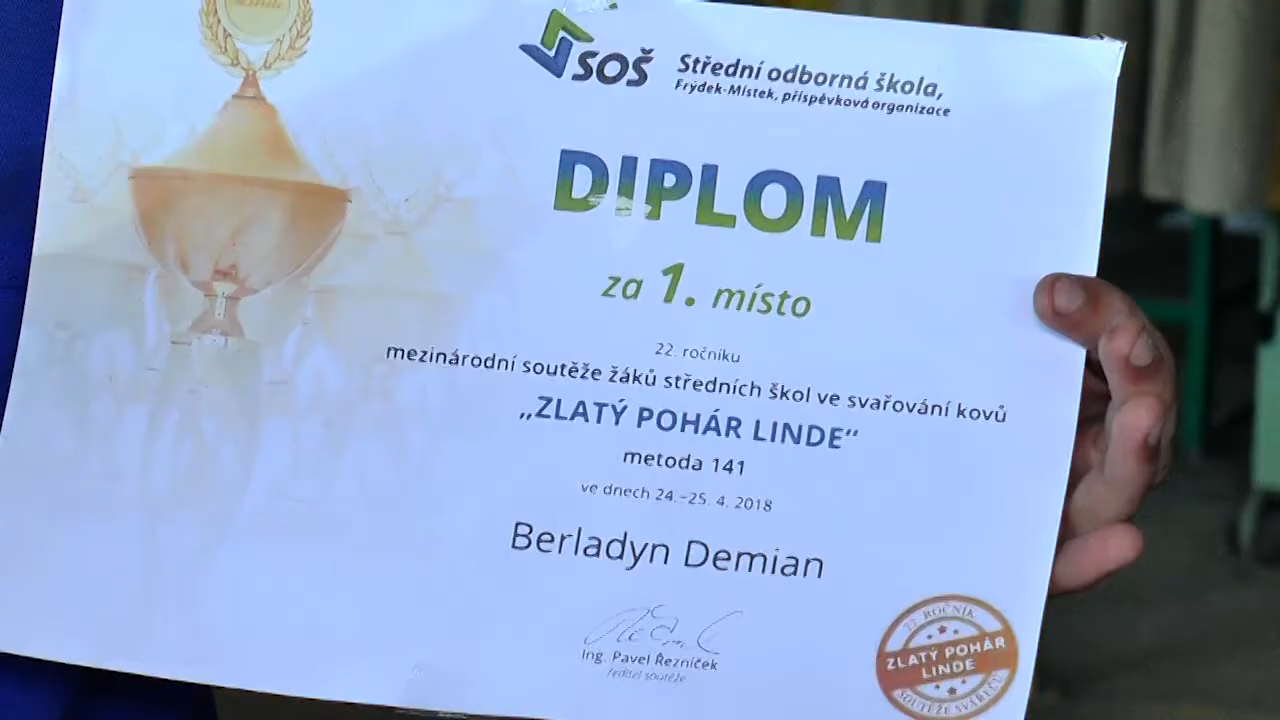 SOŠ
Střední odborná škola,
Frýdek-Místek, příspěvková organizace
DIPLOM
za 1. místo
22. ročníku
mezinárodní soutěže žáků středních škol ve svařování kovů
„ZLATÝ POHÁR LINDE“
metoda 141
ve dnech 24.–25. 4. 2018
Berladyn Demian
Ing. Pavel Řezníček
ředitel soutěže
22. ROČNÍK
ZLATÝ POHÁR
LINDE
SOUTĚŽE SVÁŘEČŮ